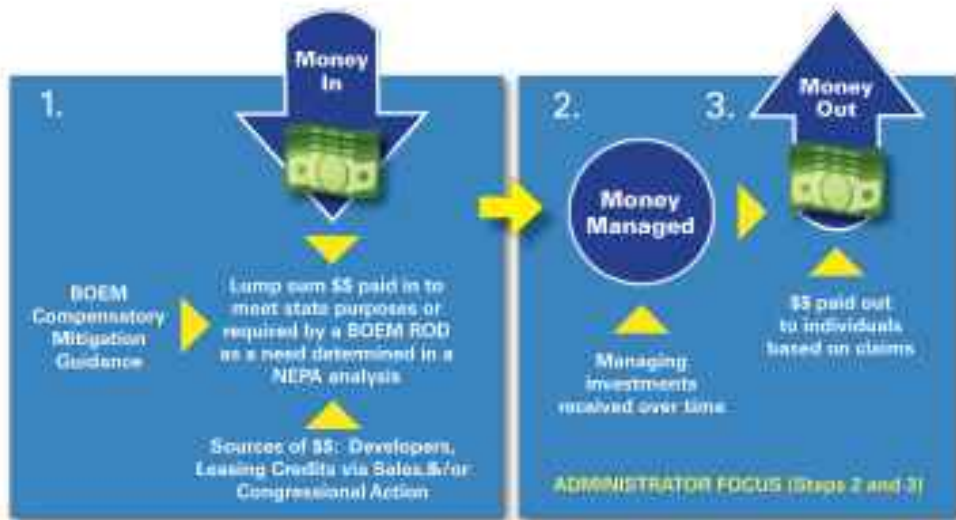 1.
Money
In
BOEM
Compensatory
Mitigation
Guidance
Lump sum $$ paid in to
meet state purposes or
required by a BOEM ROD
as a need determined in a
NEPA analysis
Sources of $$: Developers,
Leasing Credits via Sales,&/or
Congressional Action
2.
Money
Managed
Managing
investments
received over time
3.
Money
Out
$$ paid out
to individuals
based on claims
ADMINISTRATOR FOCUS (Steps 2 and 3)